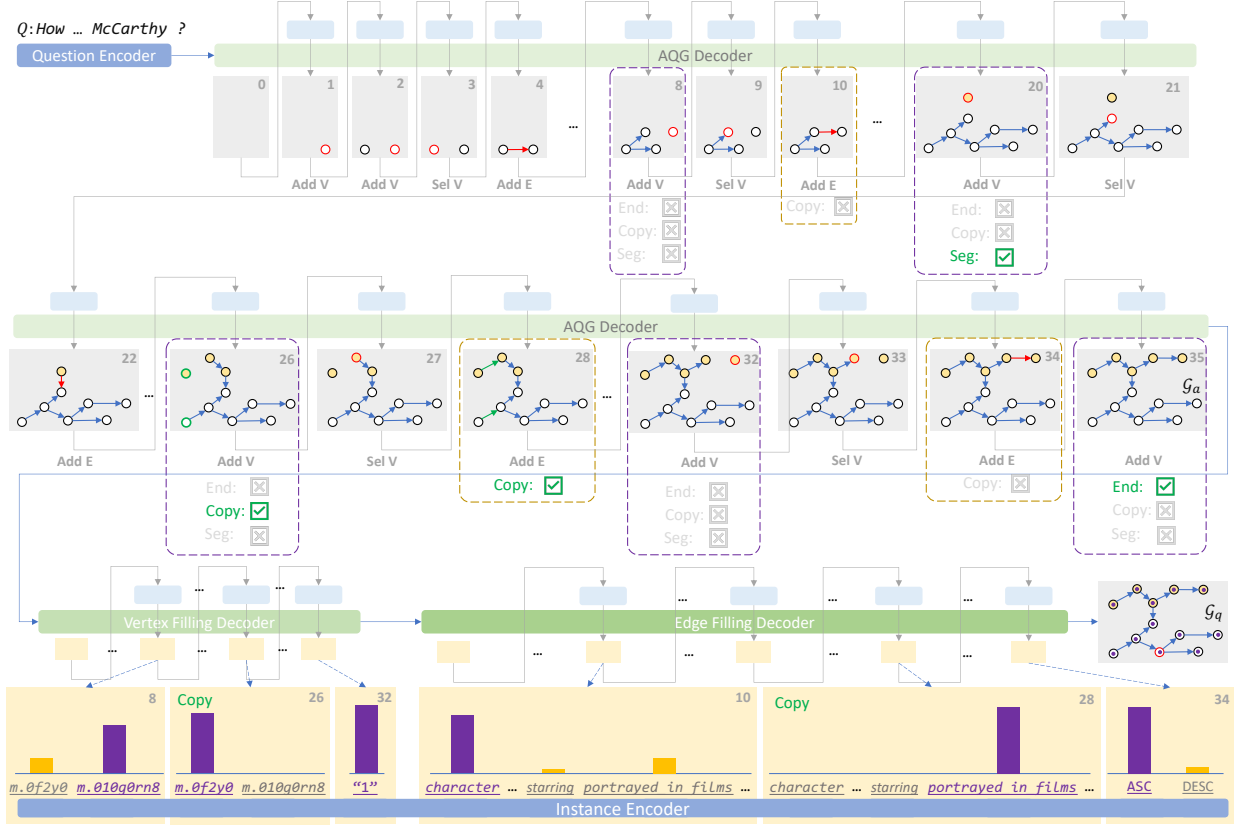 Q:How … McCarthy ?
Question Encoder
AQG Decoder
0 1 2 3 4 … 8 9 10 … 20 21
Add V Add V Sel V Add E Add V Sel V Add E Add V Sel V
End: Copy: End:
Copy: Copy:
Seg: Seg:
AQG Decoder
22 … 26 27 28 … 32 33 34 35
𝒢a
Add E Add V Sel V Add E Add V Sel V Add E Add V
End: Copy: End: Copy: End:
Copy: Copy: Copy:
Seg: Seg: Seg:
… … … … … …
Vertex Filling Decoder Edge Filling Decoder 𝒢q
… … … … …
8 Copy 26 32 10 Copy 28 34
m.0f2y0 m.010q0rn8 m.0f2y0 m.010q0rn8 “1” character … starring portrayed in films … character … starring portrayed in films … ASC DESC
Instance Encoder